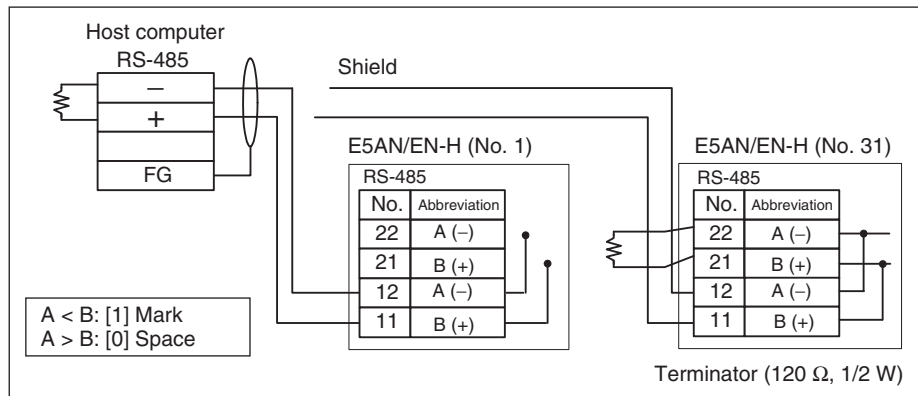 Host computer
RS-485
−
+
FG
Shield
E5AN/EN-H (No. 1)
RS-485
No. Abbreviation
22 A (−)
21 B (+)
12 A (−)
11 B (+)
E5AN/EN-H (No. 31)
RS-485
No. Abbreviation
22 A (−)
21 B (+)
12 A (−)
11 B (+)
A < B: [1] Mark
A > B: [0] Space
Terminator (120 Ω, 1/2 W)